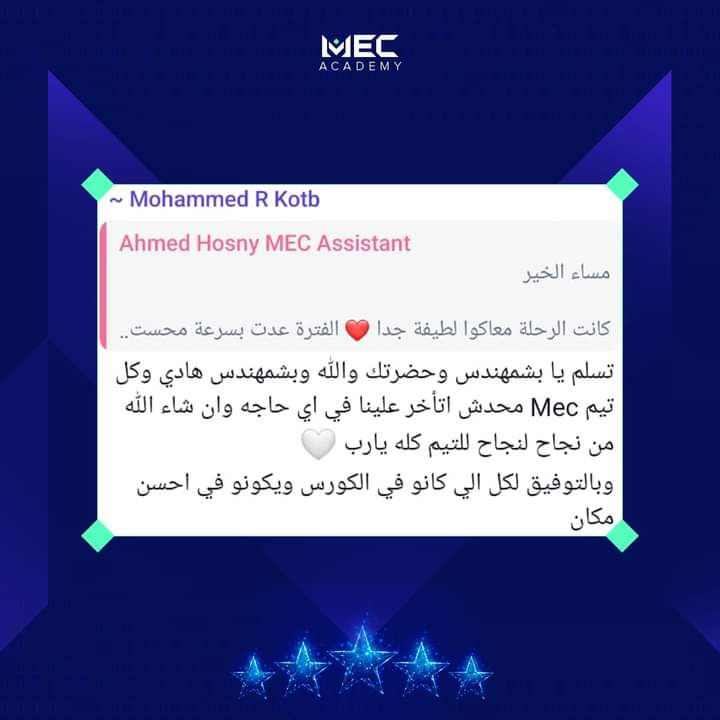 MEC
ACADEMY
~ Mohammed R Kotb
Ahmed Hosny MEC Assistant
مساء الخير
كانت الرحلة معاكوا لطيفة جدا ❤️ الفترة عدت بسرعة محست..
تسلم يا بشمهندس وحضرتك والله وبشمهندس هادي وكل
تيم Mec محدش اتأخر علينا في اي حاجه وان شاء الله
من نجاح لنجاح للتيم كله يارب 🤍
وبالتوفيق لكل الي كانو في الكورس ويكونو في احسن
مكان